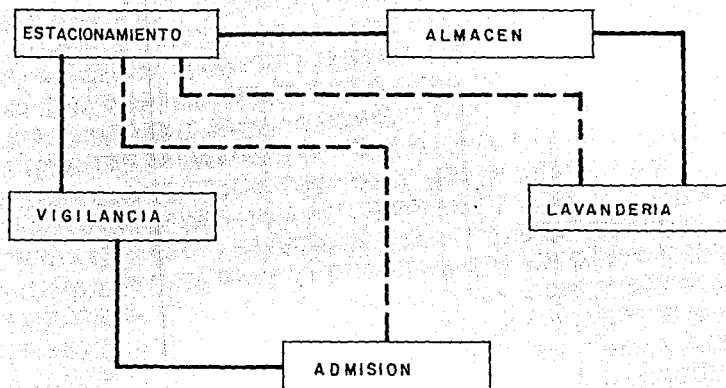 ESTACIONAMIENTO
ALMACEN
VIGILANCIA
LAVANDERIA
ADMISION